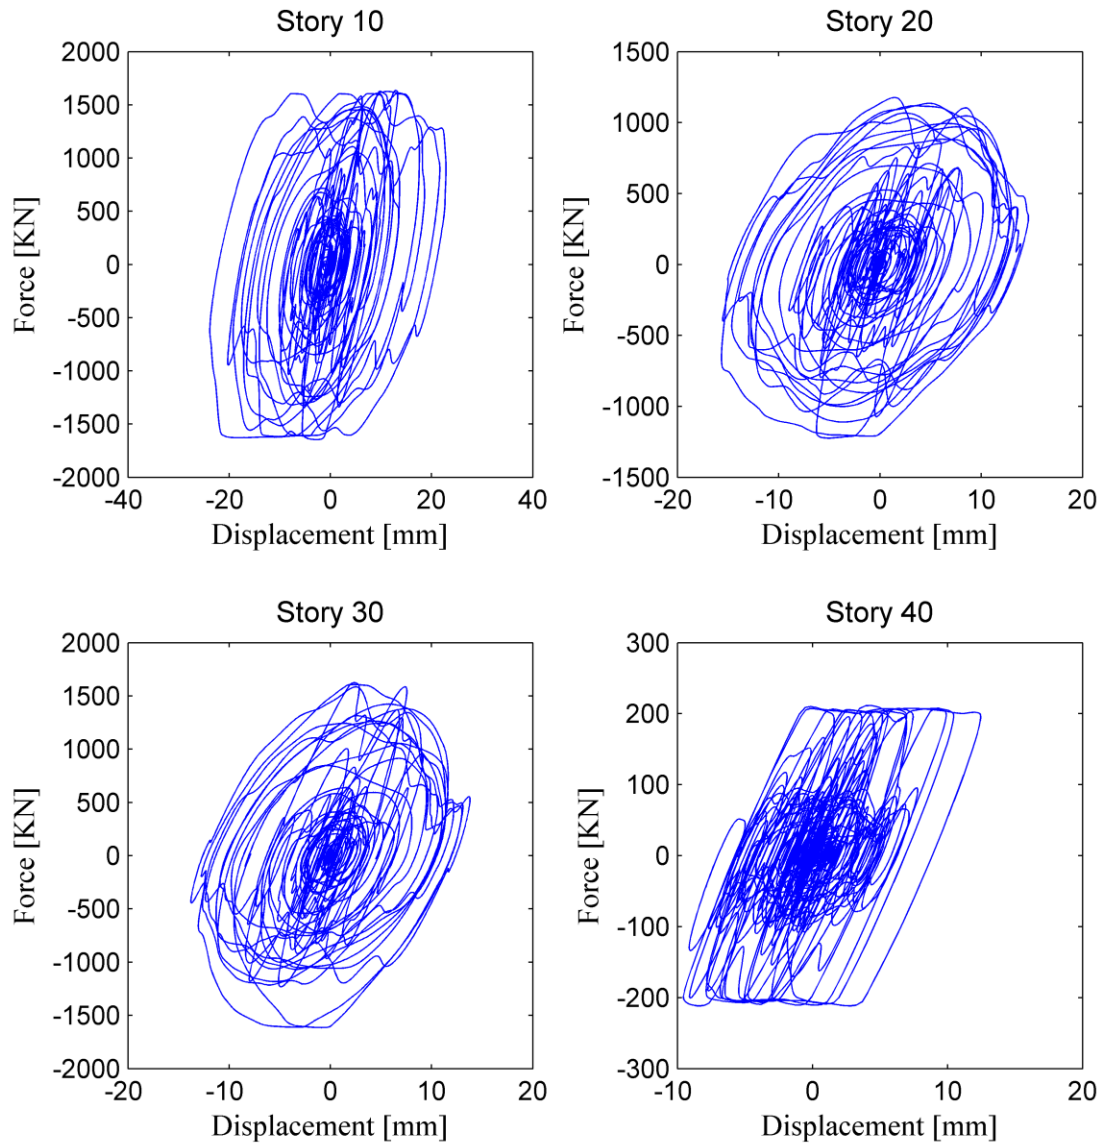 Story 10
2000
1500
1000
500
0
-500
-1000
-1500
-2000
-40 -20 0 20 40
Force [KN]
Displacement [mm]
Story 20
1500
1000
500
0
-500
-1000
-1500
-20 -10 0 10 20
Force [KN]
Displacement [mm]
Story 30
2000
1500
1000
500
0
-500
-1000
-1500
-2000
-20 -10 0 10 20
Force [KN]
Displacement [mm]
Story 40
300
200
100
0
-100
-200
-300
-10 0 10 20
Force [KN]
Displacement [mm]